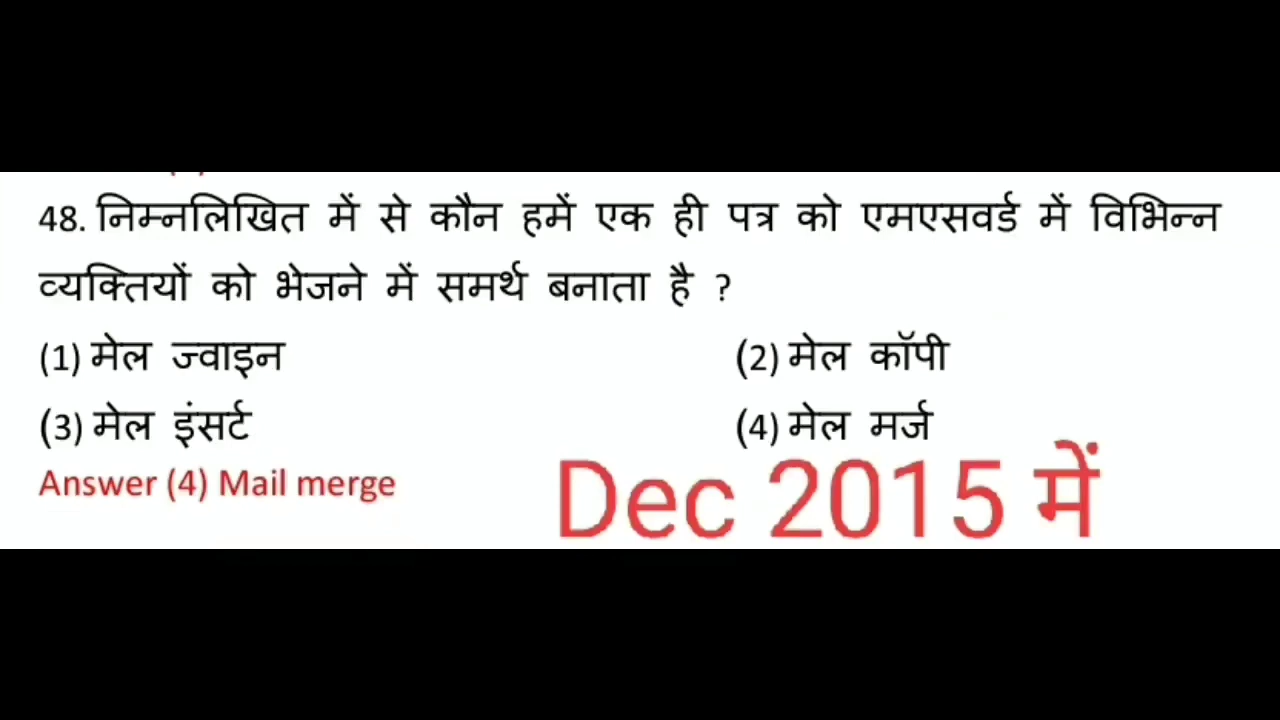 48. निम्नलिखित में से कौन हमें एक ही पत्र को एमएसवर्ड में विभिन्न
व्यक्तियों को भेजने में समर्थ बनाता है ?
(1) मेल ज्वाइन (2) मेल कॉपी
(3) मेल इंसर्ट (4) मेल मर्ज
Answer (4) Mail merge
Dec 2015 में